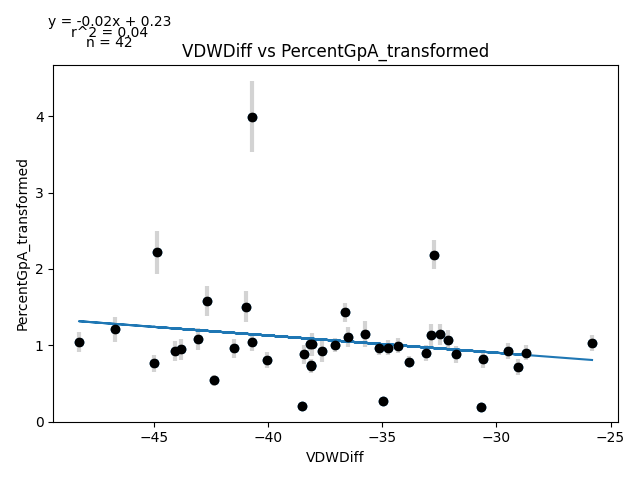 y = -0.02x + 0.23
r^2 = 0.04
n = 42
VDWDiff vs PercentGpA_transformed
PercentGpA_transformed
4
3
2
1
0
−45
−40
−35
−30
−25
VDWDiff